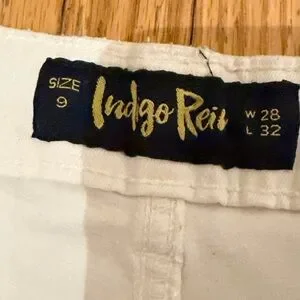 SIZE
9
Indgo Rein
W 28
L 32